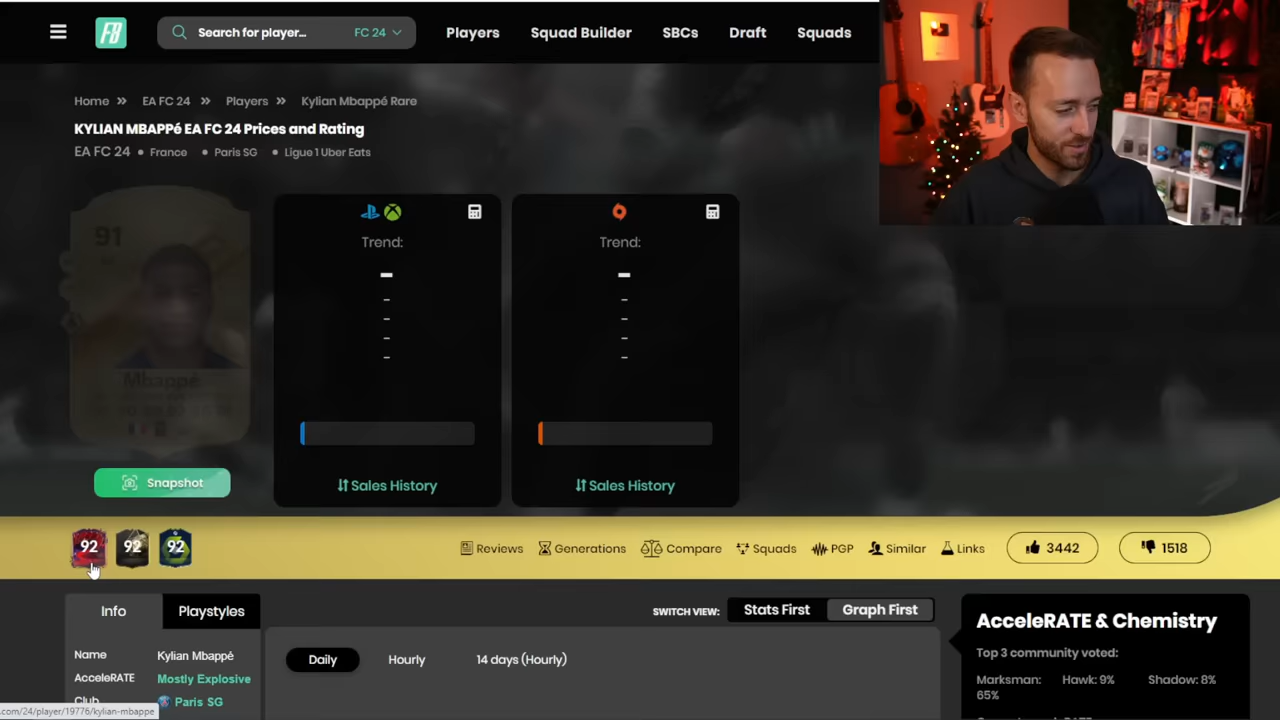 FB
Search for player...
FC 24
Players
Squad Builder
SBCs
Draft
Squads
Home » EA FC 24 » Players » Kylian Mbappé Rare
KYLIAN MBAPPé EA FC 24 Prices and Rating
EA FC 24 • France • Paris SG • Ligue 1 Uber Eats
91
Mbappé
Trend:
Trend:
Sales History
Sales History
Snapshot
92
92
92
Reviews
Generations
Compare
Squads
PGP
Similar
Links
3442
1518
Info
Playstyles
SWITCH VIEW:
Stats First
Graph First
AcceleRATE & Chemistry
Top 3 community voted:
Marksman: 65%
Hawk: 9%
Shadow: 8%
Name
Kylian Mbappé
AcceleRATE
Mostly Explosive
Club
Paris SG
Daily
Hourly
14 days (Hourly)
.com/24/player/19776/kylian-mbappe